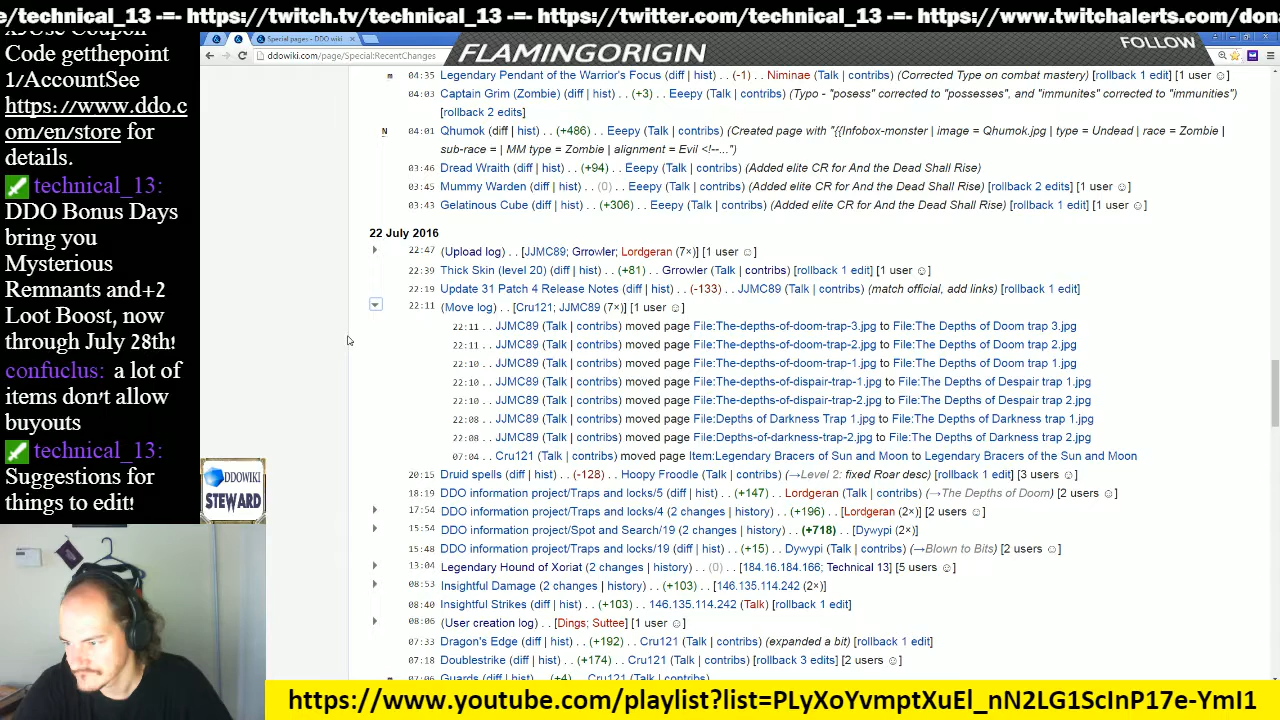 e/technical_13 -=- https://twitch.tv/technical_13 -=- https://twitter.com/technical_13 -=- https://www.twitchalerts.com/don
Code getthepoint
1/AccountSee
https://www.ddo.c
om/en/store for
details.
technical_13:
DDO Bonus Days
bring you
Mysterious
Remnants and+2
Loot Boost, now
through July 28th!
confuclus: a lot of
items don't allow
buyouts
technical_13:
Suggestions for
things to edit!
DDOWIKI
STEWARD
Special pages - DDO wiki
ddowiki.com/page/Special:RecentChanges
FLAMINGORIGIN
FOLLOW
m 04:35 Legendary Pendant of the Warrior's Focus (diff | hist) . . (-1) . . Niminae (Talk | contribs) (Corrected Type on combat mastery) [rollback 1 edit] [1 user ☺]
04:03 Captain Grim (Zombie) (diff | hist) . . (+3) . . Eeepy (Talk | contribs) (Typo - "posess" corrected to "possesses", and "immunites" corrected to "immunities")
[rollback 2 edits]
N 04:01 Qhumok (diff | hist) . . (+486) . . Eeepy (Talk | contribs) (Created page with "{{Infobox-monster | image = Qhumok.jpg | type = Undead | race = Zombie |
sub-race = | MM type = Zombie | alignment = Evil <!--...")
03:46 Dread Wraith (diff | hist) . . (+94) . . Eeepy (Talk | contribs) (Added elite CR for And the Dead Shall Rise)
03:45 Mummy Warden (diff | hist) . . (0) . . Eeepy (Talk | contribs) (Added elite CR for And the Dead Shall Rise) [rollback 2 edits] [1 user ☺]
03:43 Gelatinous Cube (diff | hist) . . (+306) . . Eeepy (Talk | contribs) (Added elite CR for And the Dead Shall Rise) [rollback 1 edit] [1 user ☺]
22 July 2016
22:47 (Upload log) . . [JJMC89; Grrowler; Lordgeran (7×)] [1 user ☺]
22:39 Thick Skin (level 20) (diff | hist) . . (+81) . . Grrowler (Talk | contribs) [rollback 1 edit] [1 user ☺]
22:19 Update 31 Patch 4 Release Notes (diff | hist) . . (-133) . . JJMC89 (Talk | contribs) (match official, add links) [rollback 1 edit]
22:11 (Move log) . . [Cru121; JJMC89 (7×)] [1 user ☺]
22:11 . . JJMC89 (Talk | contribs) moved page File:The-depths-of-doom-trap-3.jpg to File:The Depths of Doom trap 3.jpg
22:11 . . JJMC89 (Talk | contribs) moved page File:The-depths-of-doom-trap-2.jpg to File:The Depths of Doom trap 2.jpg
22:10 . . JJMC89 (Talk | contribs) moved page File:The-depths-of-doom-trap-1.jpg to File:The Depths of Doom trap 1.jpg
22:10 . . JJMC89 (Talk | contribs) moved page File:The-depths-of-dispair-trap-1.jpg to File:The Depths of Despair trap 1.jpg
22:10 . . JJMC89 (Talk | contribs) moved page File:The-depths-of-dispair-trap-2.jpg to File:The Depths of Despair trap 2.jpg
22:08 . . JJMC89 (Talk | contribs) moved page File:Depths of Darkness Trap 1.jpg to File:The Depths of Darkness trap 1.jpg
22:08 . . JJMC89 (Talk | contribs) moved page File:Depths-of-darkness-trap-2.jpg to File:The Depths of Darkness trap 2.jpg
07:04 . . Cru121 (Talk | contribs) moved page Item:Legendary Bracers of Sun and Moon to Legendary Bracers of the Sun and Moon
20:15 Druid spells (diff | hist) . . (-128) . . Hoopy Froodle (Talk | contribs) (→Level 2: fixed Roar desc) [rollback 1 edit] [3 users ☺]
18:19 DDO information project/Traps and locks/5 (diff | hist) . . (+147) . . Lordgeran (Talk | contribs) (→The Depths of Doom) [2 users ☺]
17:54 DDO information project/Traps and locks/4 (2 changes | history) . . (+196) . . [Lordgeran (2×)] [2 users ☺]
15:54 DDO information project/Spot and Search/19 (2 changes | history) . . (+718) . . [Dywypi (2×)]
15:48 DDO information project/Traps and locks/19 (diff | hist) . . (+15) . . Dywypi (Talk | contribs) (→Blown to Bits) [2 users ☺]
13:04 Legendary Hound of Xoriat (2 changes | history) . . (0) . . [184.16.184.166; Technical 13] [5 users ☺]
08:53 Insightful Damage (2 changes | history) . . (+103) . . [146.135.114.242 (2×)]
08:40 Insightful Strikes (diff | hist) . . (+103) . . 146.135.114.242 (Talk) [rollback 1 edit]
08:06 (User creation log) . . [Dings; Suttee] [1 user ☺]
07:33 Dragon's Edge (diff | hist) . . (+192) . . Cru121 (Talk | contribs) (expanded a bit) [rollback 1 edit]
07:18 Doublestrike (diff | hist) . . (+174) . . Cru121 (Talk | contribs) [rollback 3 edits] [2 users ☺]
https://www.youtube.com/playlist?list=PLyXoYvmptXuEl_nN2LG1ScInP17e-YmI1